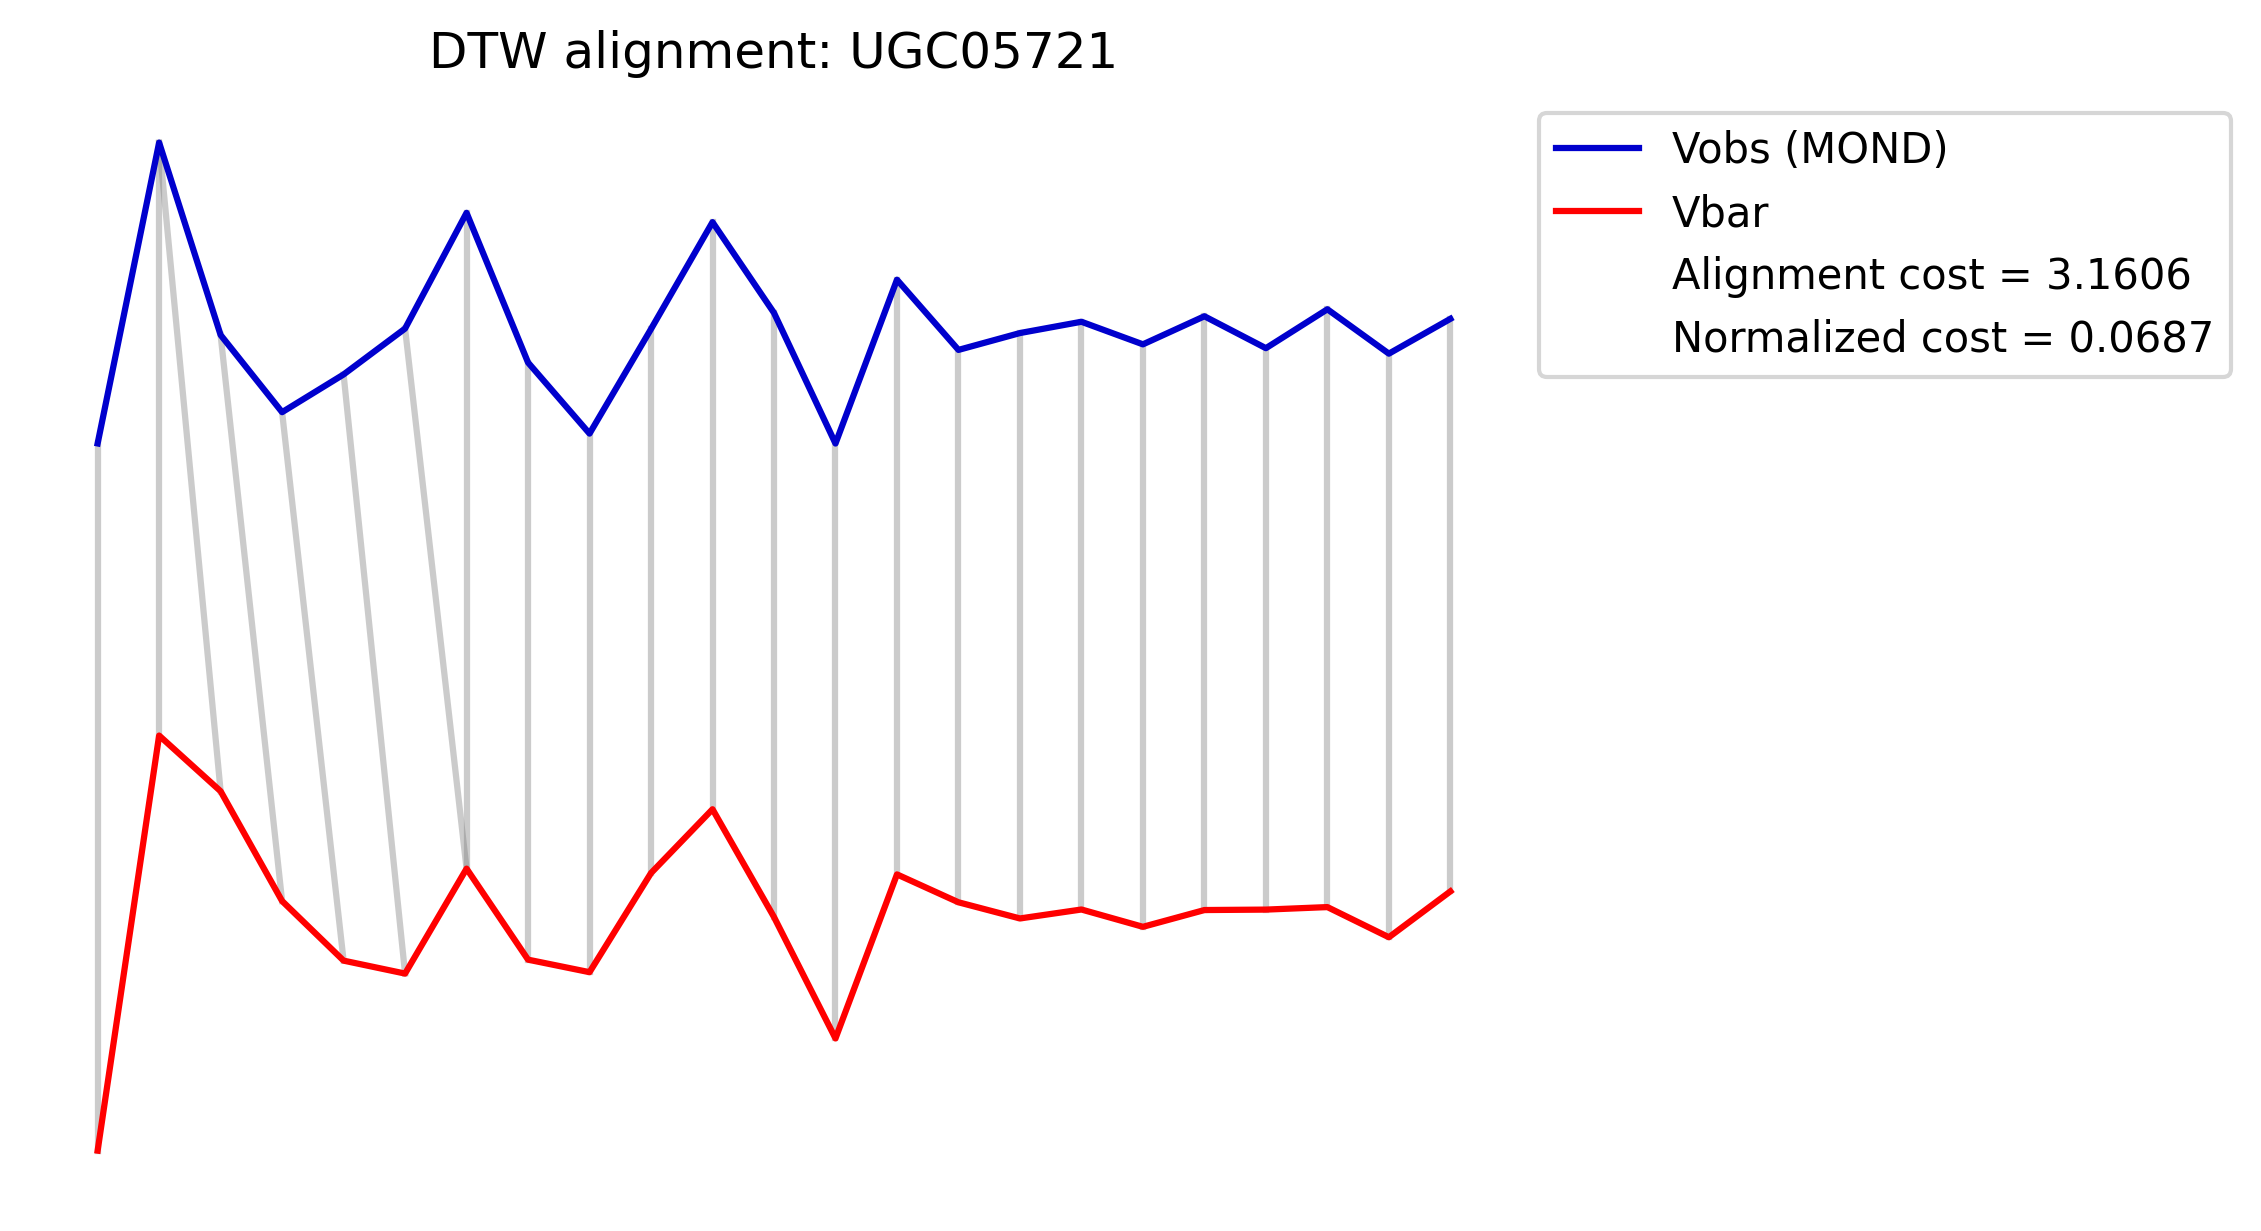 DTW alignment: UGC05721
Vobs (MOND)
Vbar
Alignment cost = 3.1606
Normalized cost = 0.0687